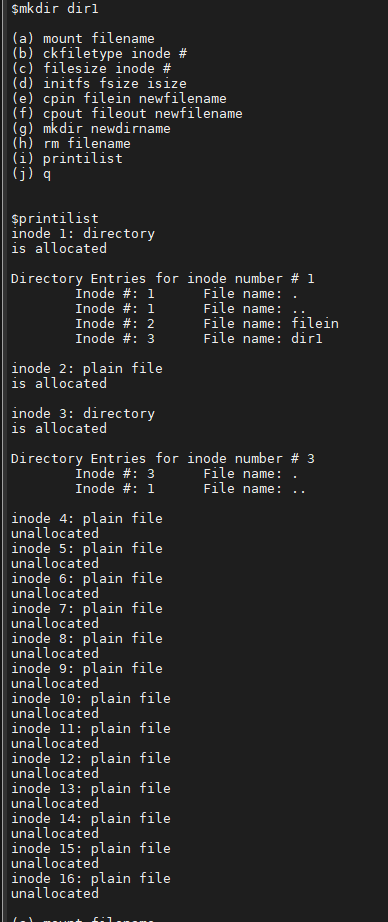 $mkdir dir1
(a) mount filename
(b) ckfiletype inode #
(c) filesize inode #
(d) initfs fsize isize
(e) cpin filein newfilename
(f) cpout fileout newfilename
(g) mkdir newdirname
(h) rm filename
(i) printilist
(j) q
$printilist
inode 1: directory
is allocated
Directory Entries for inode number # 1
Inode #: 1 File name: .
Inode #: 1 File name: ..
Inode #: 2 File name: filein
Inode #: 3 File name: dir1
inode 2: plain file
is allocated
inode 3: directory
is allocated
Directory Entries for inode number # 3
Inode #: 3 File name: .
Inode #: 1 File name: ..
inode 4: plain file
unallocated
inode 5: plain file
unallocated
inode 6: plain file
unallocated
inode 7: plain file
unallocated
inode 8: plain file
unallocated
inode 9: plain file
unallocated
inode 10: plain file
unallocated
inode 11: plain file
unallocated
inode 12: plain file
unallocated
inode 13: plain file
unallocated
inode 14: plain file
unallocated
inode 15: plain file
unallocated
inode 16: plain file
unallocated
(a) mount filename